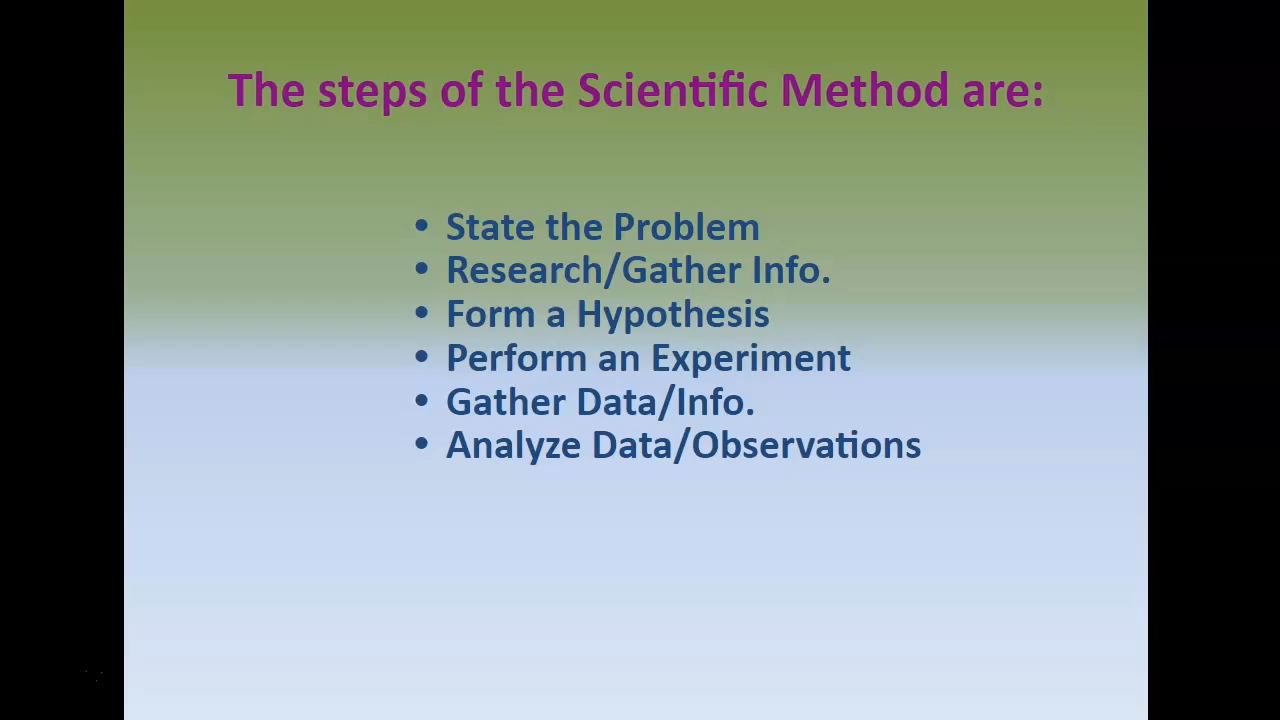 The steps of the Scientific Method are:
• State the Problem
• Research/Gather Info.
• Form a Hypothesis
• Perform an Experiment
• Gather Data/Info.
• Analyze Data/Observations